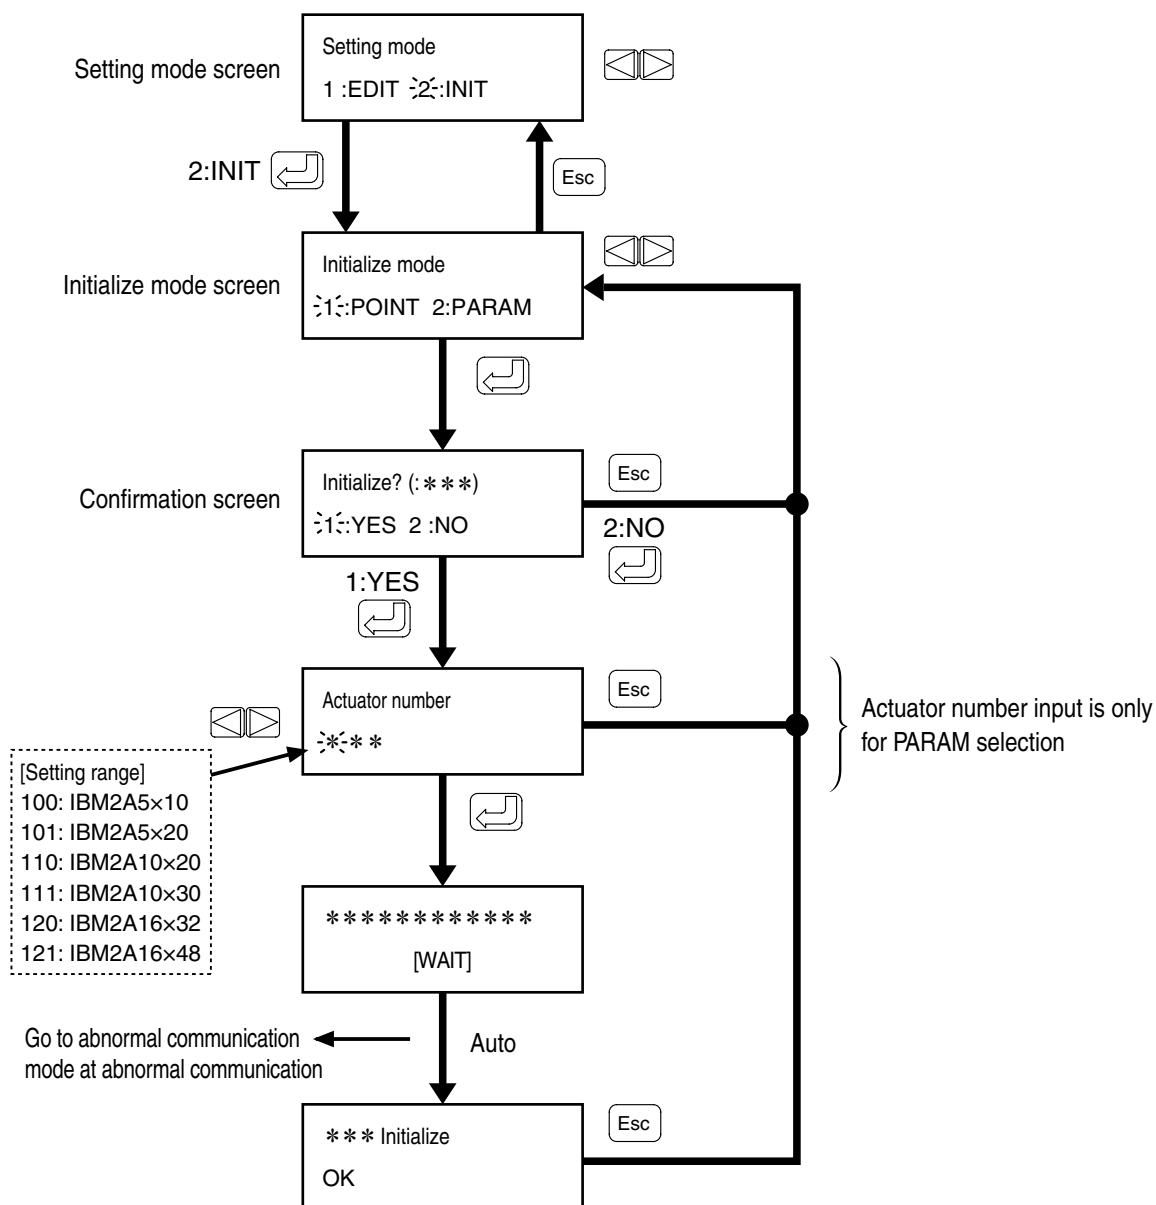 Setting mode screen
Setting mode
1 :EDIT 2 :INIT
2:INIT
Esc
Initialize mode screen
Initialize mode
1 :POINT 2:PARAM
Confirmation screen
Initialize? (:***)
1 :YES 2 :NO
Esc
2:NO
1:YES
Actuator number
***
Esc
Actuator number input is only
for PARAM selection
[Setting range]
100: IBM2A5×10
101: IBM2A5×20
110: IBM2A10×20
111: IBM2A10×30
120: IBM2A16×32
121: IBM2A16×48
************
[WAIT]
Go to abnormal communication
mode at abnormal communication
Auto
*** Initialize
OK
Esc